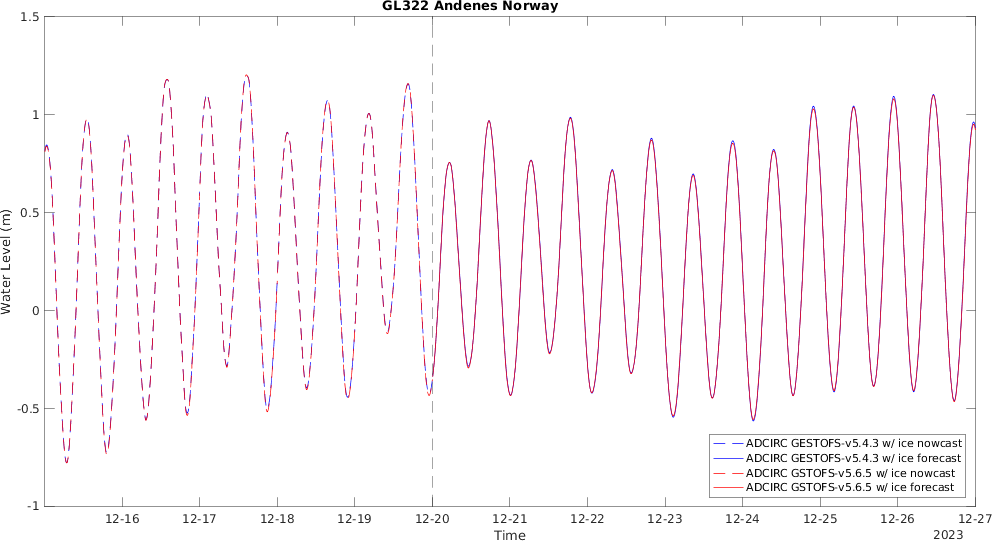 GL322 Andenes Norway
1.5
1
0.5
0
-0.5
-1
Water Level (m)
12-16 12-17 12-18 12-19 12-20 12-21 12-22 12-23 12-24 12-25 12-26 12-27
Time
2023
ADCIRC GESTOFS-v5.4.3 w/ ice nowcast
ADCIRC GESTOFS-v5.4.3 w/ ice forecast
ADCIRC GSTOFS-v5.6.5 w/ ice nowcast
ADCIRC GSTOFS-v5.6.5 w/ ice forecast